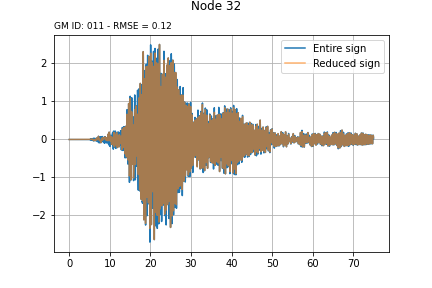 Node 32
GM ID: 011 - RMSE = 0.12
Entire sign
Reduced sign
2
1
0
−1
−2
0 10 20 30 40 50 60 70